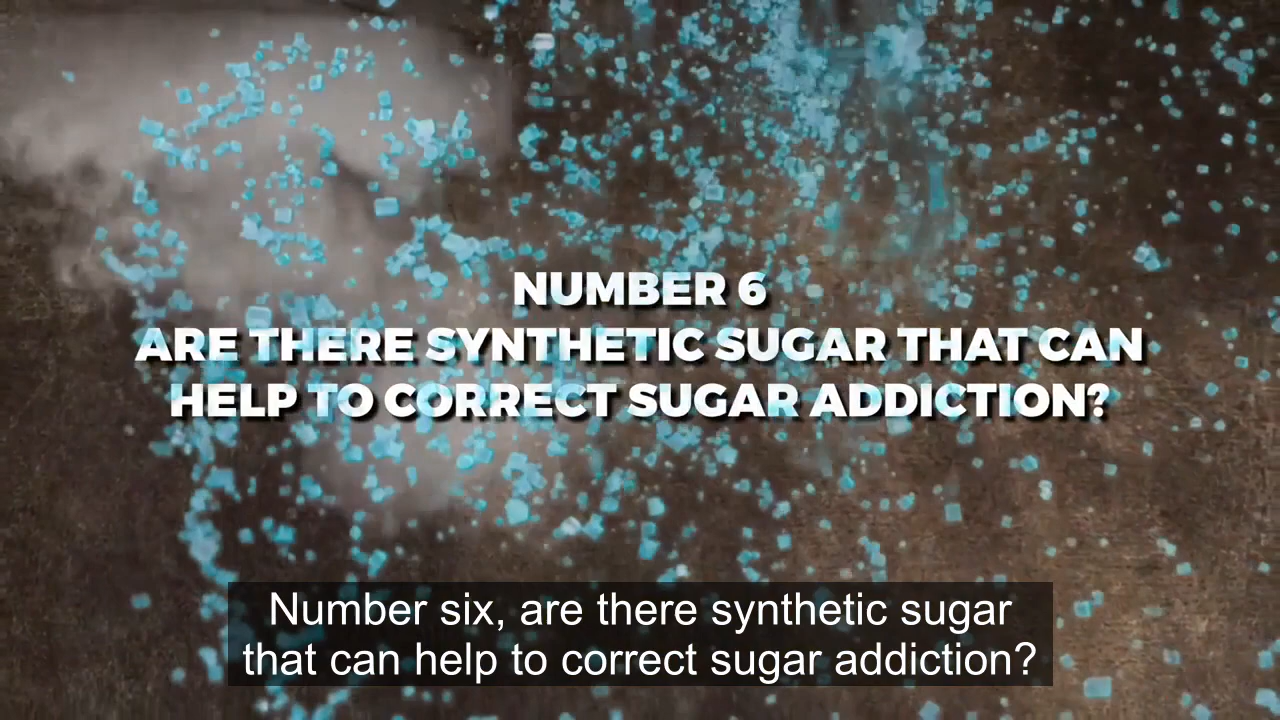 NUMBER 6
ARE THERE SYNTHETIC SUGAR THAT CAN
HELP TO CORRECT SUGAR ADDICTION?
Number six, are there synthetic sugar
that can help to correct sugar addiction?